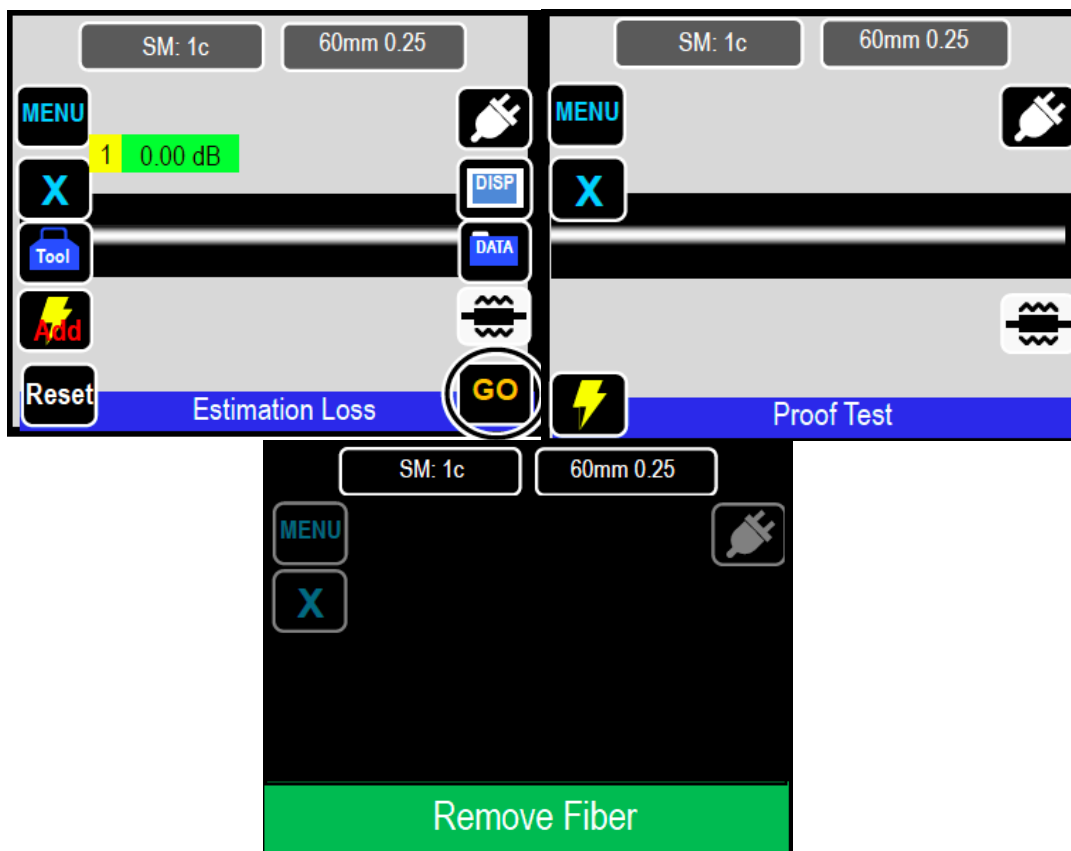 SM: 1c
60mm 0.25
MENU
1 0.00 dB
X
DISP
Tool
DATA
Add
Reset
Estimation Loss
GO
SM: 1c
60mm 0.25
MENU
X
Proof Test
SM: 1c
60mm 0.25
MENU
X
Remove Fiber